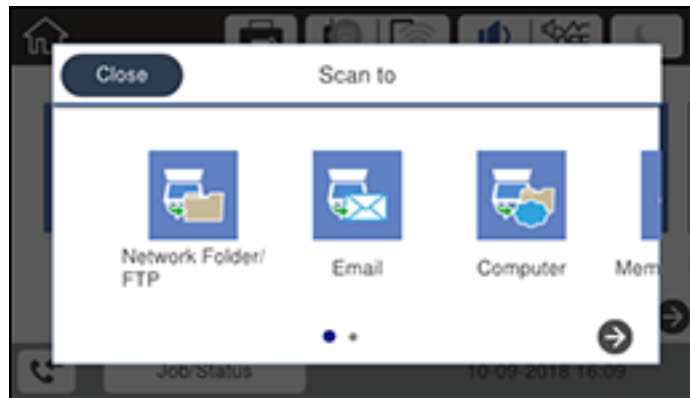 Close
Scan to
Network Folder/
FTP
Email
Computer
Mem
Job/Status
10-09-2018 16:09